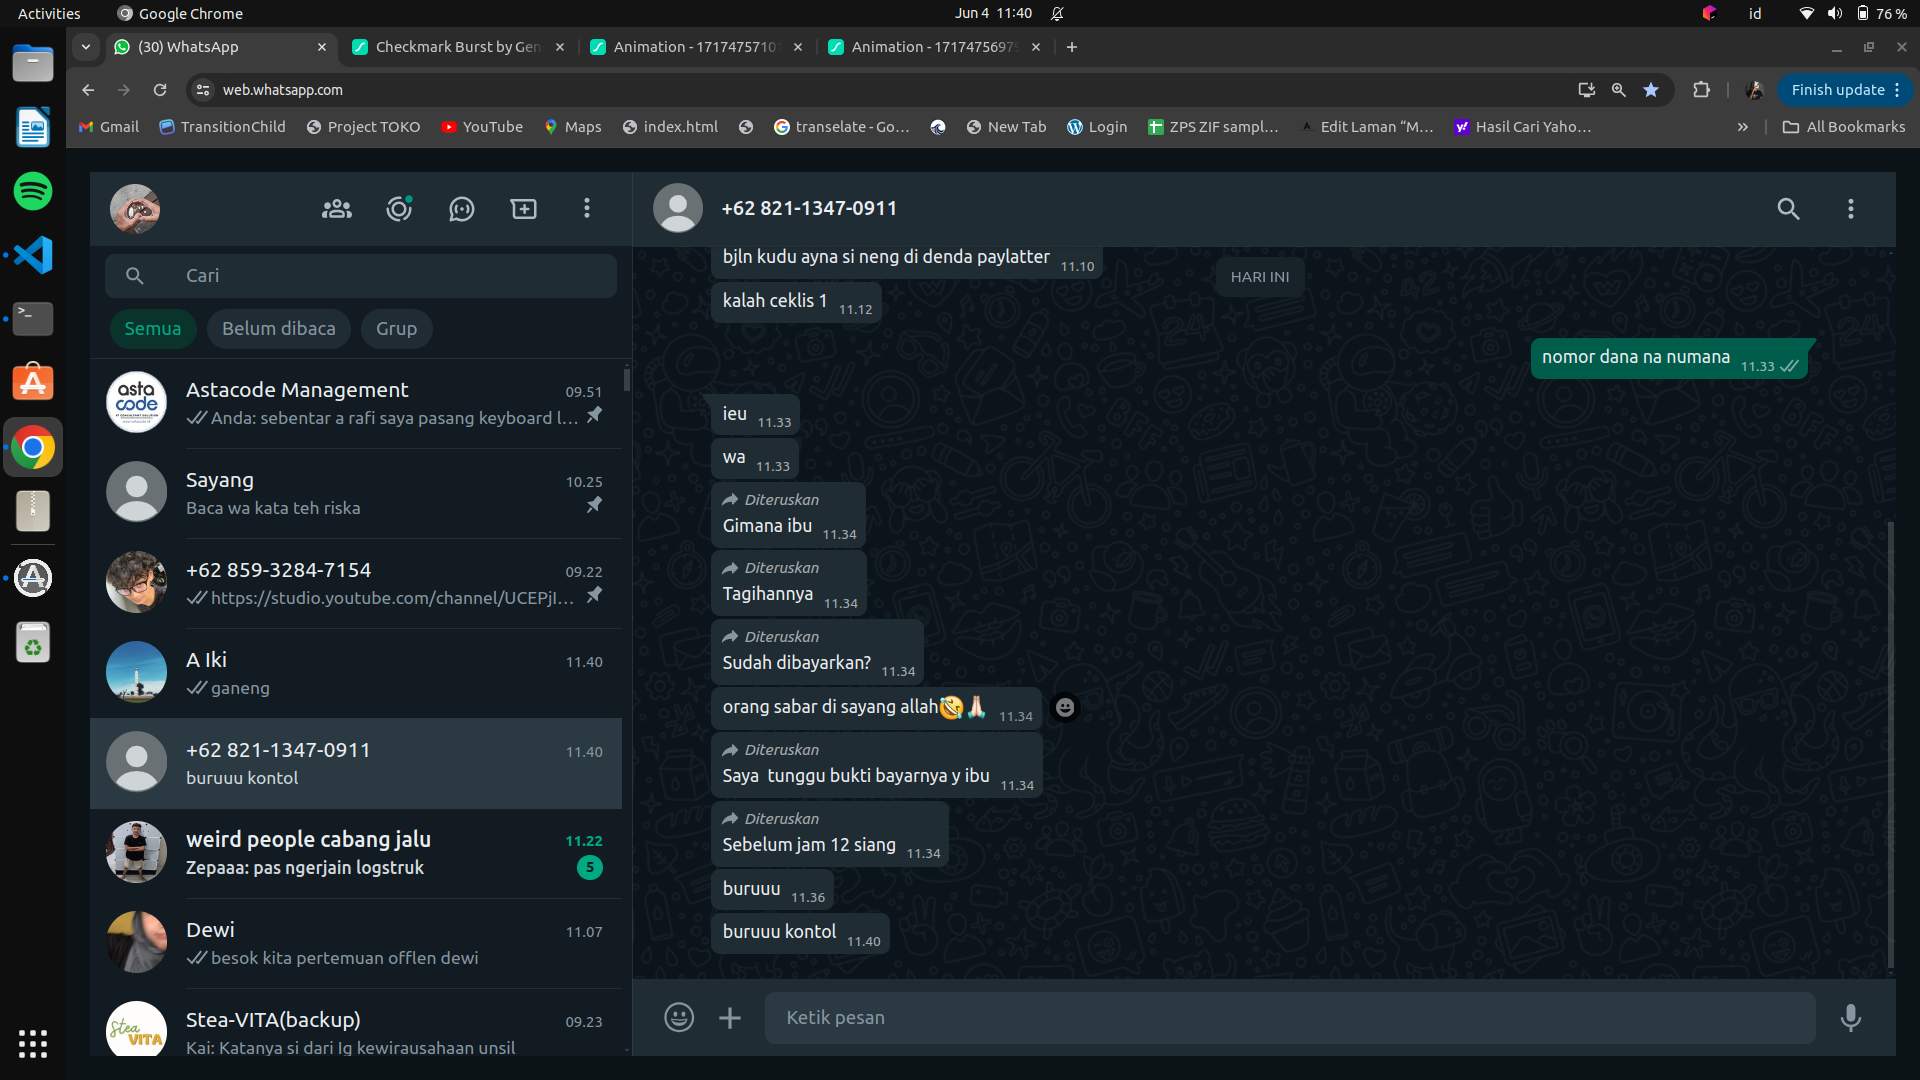 Activities
Google Chrome
Jun 4 11:40
id
76 %
(30) WhatsApp
Checkmark Burst by Gen
Animation - 1717475710
Animation - 171747569
web.whatsapp.com
Finish update
Gmail
TransitionChild
Project TOKO
YouTube
Maps
index.html
transelate - Go...
New Tab
Login
ZPS ZIF sampl...
Edit Laman “M...
Hasil Cari Yaho...
»
All Bookmarks
Cari
Semua
Belum dibaca
Grup
asta
code
Astacode Management
09.51
Anda: sebentar a rafi saya pasang keyboard l...
Sayang
10.25
Baca wa kata teh riska
+62 859-3284-7154
09.22
https://studio.youtube.com/channel/UCEPjI...
A Iki
11.40
ganeng
+62 821-1347-0911
11.40
buruuu kontol
weird people cabang jalu
11.22
Zepaaa: pas ngerjain logstruk
5
Dewi
11.07
besok kita pertemuan offlen dewi
Stea
VITA
Stea-VITA(backup)
09.23
Kai: Katanya si dari Ig kewirausahaan unsil
+62 821-1347-0911
bjln kudu ayna si neng di denda paylatter 11.10
HARI INI
kalah ceklis 1 11.12
nomor dana na numana 11.33
ieu 11.33
wa 11.33
Diteruskan
Gimana ibu 11.34
Diteruskan
Tagihannya 11.34
Diteruskan
Sudah dibayarkan? 11.34
orang sabar di sayang allah🤣🙏🏻 11.34
Diteruskan
Saya  tunggu bukti bayarnya y ibu 11.34
Diteruskan
Sebelum jam 12 siang 11.34
buruuu 11.36
buruuu kontol 11.40
Ketik pesan